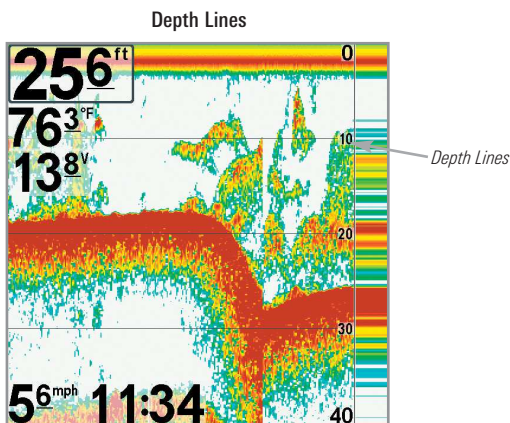 Depth Lines
256 ft
0
763 °F
10
138 V
Depth Lines
20
30
56 mph 11:34
40